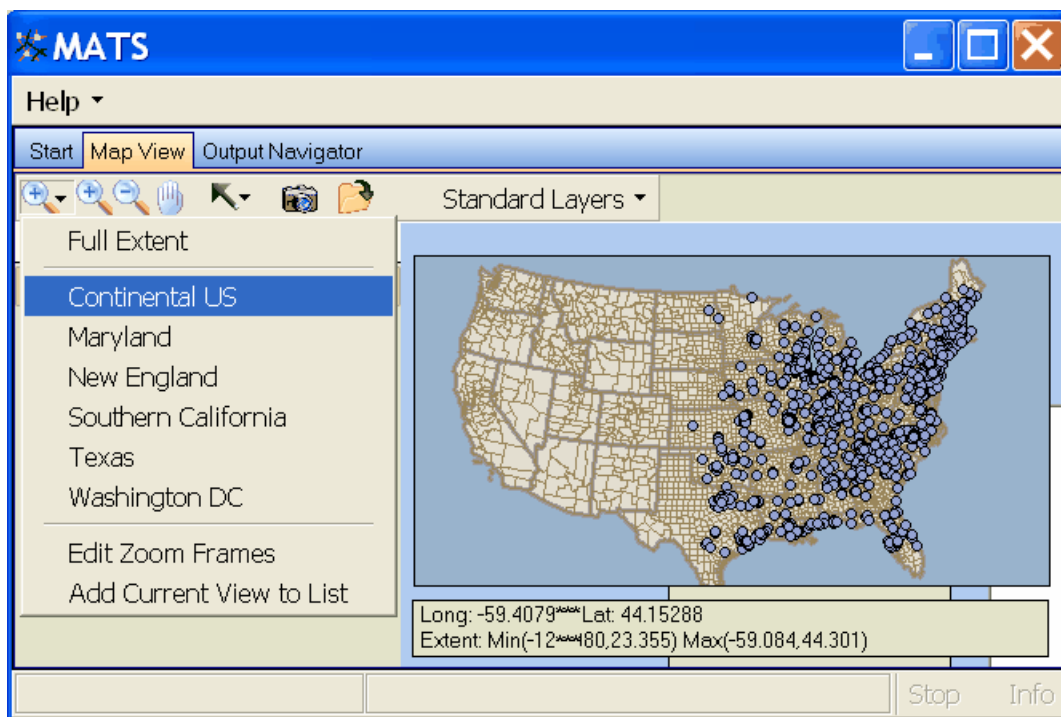 MATS
Help
Start Map View Output Navigator
Standard Layers
Full Extent
Continental US
Maryland
New England
Southern California
Texas
Washington DC
Edit Zoom Frames
Add Current View to List
Long: -59.4079***Lat: 44.15288
Extent: Min(-12***480,23.355) Max(-59.084,44.301)
Stop Info